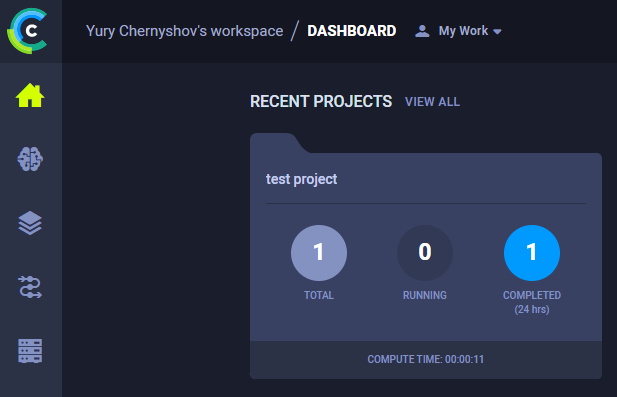 Yury Chernyshov's workspace / DASHBOARD My Work
RECENT PROJECTS VIEW ALL
test project
1 0 1
TOTAL RUNNING COMPLETED
(24 hrs)
COMPUTE TIME: 00:00:11